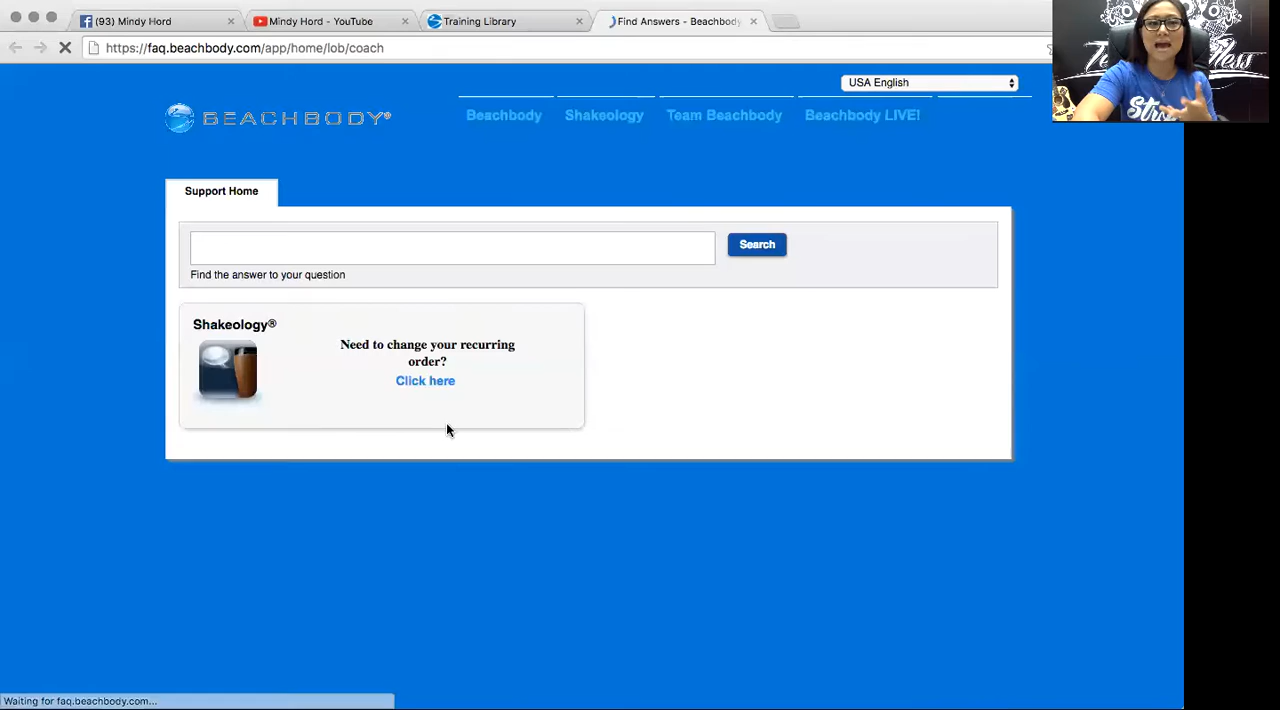 (93) Mindy Hord
Mindy Hord - YouTube
Training Library
Find Answers - Beachbody
https://faq.beachbody.com/app/home/lob/coach
USA English
BEACHBODY®
Beachbody
Shakeology
Team Beachbody
Beachbody LIVE!
Support Home
Search
Find the answer to your question
Shakeology®
Need to change your recurring
order?
Click here
Waiting for faq.beachbody.com...